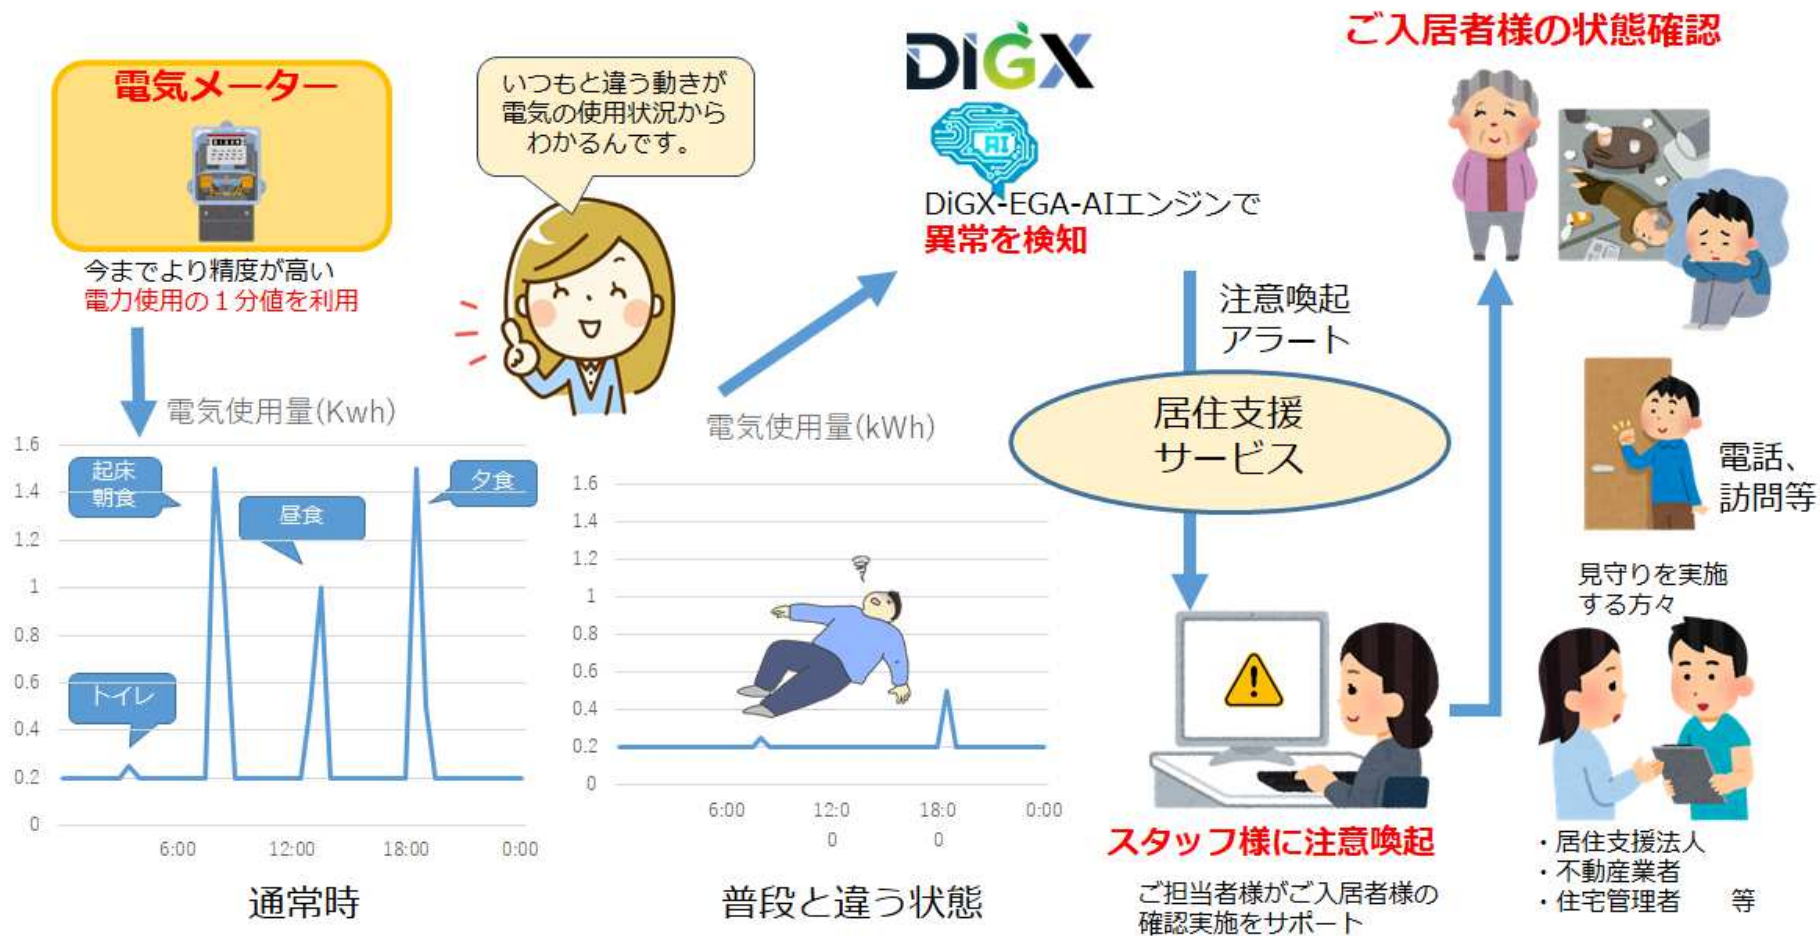 電気メーター
今までより精度が高い
電力使用の１分値を利用
いつもと違う動きが
電気の使用状況から
わかるんです。
DiGX
AI
DiGX-EGA-AIエンジンで
異常を検知
注意喚起
アラート
居住支援
サービス
ご入居者様の状態確認
電話、
訪問等
見守りを実施
する方々
・居住支援法人
・不動産業者
・住宅管理者　　等
電気使用量(Kwh)
1.6
1.4
1.2
1
0.8
0.6
0.4
0.2
0
起床
朝食
昼食
夕食
トイレ
6:00
12:00
18:00
0:00
通常時
電気使用量(kWh)
1.6
1.4
1.2
1
0.8
0.6
0.4
0.2
0
6:00
12:0
0
18:0
0
0:00
普段と違う状態
スタッフ様に注意喚起
ご担当者様がご入居者様の
確認実施をサポート